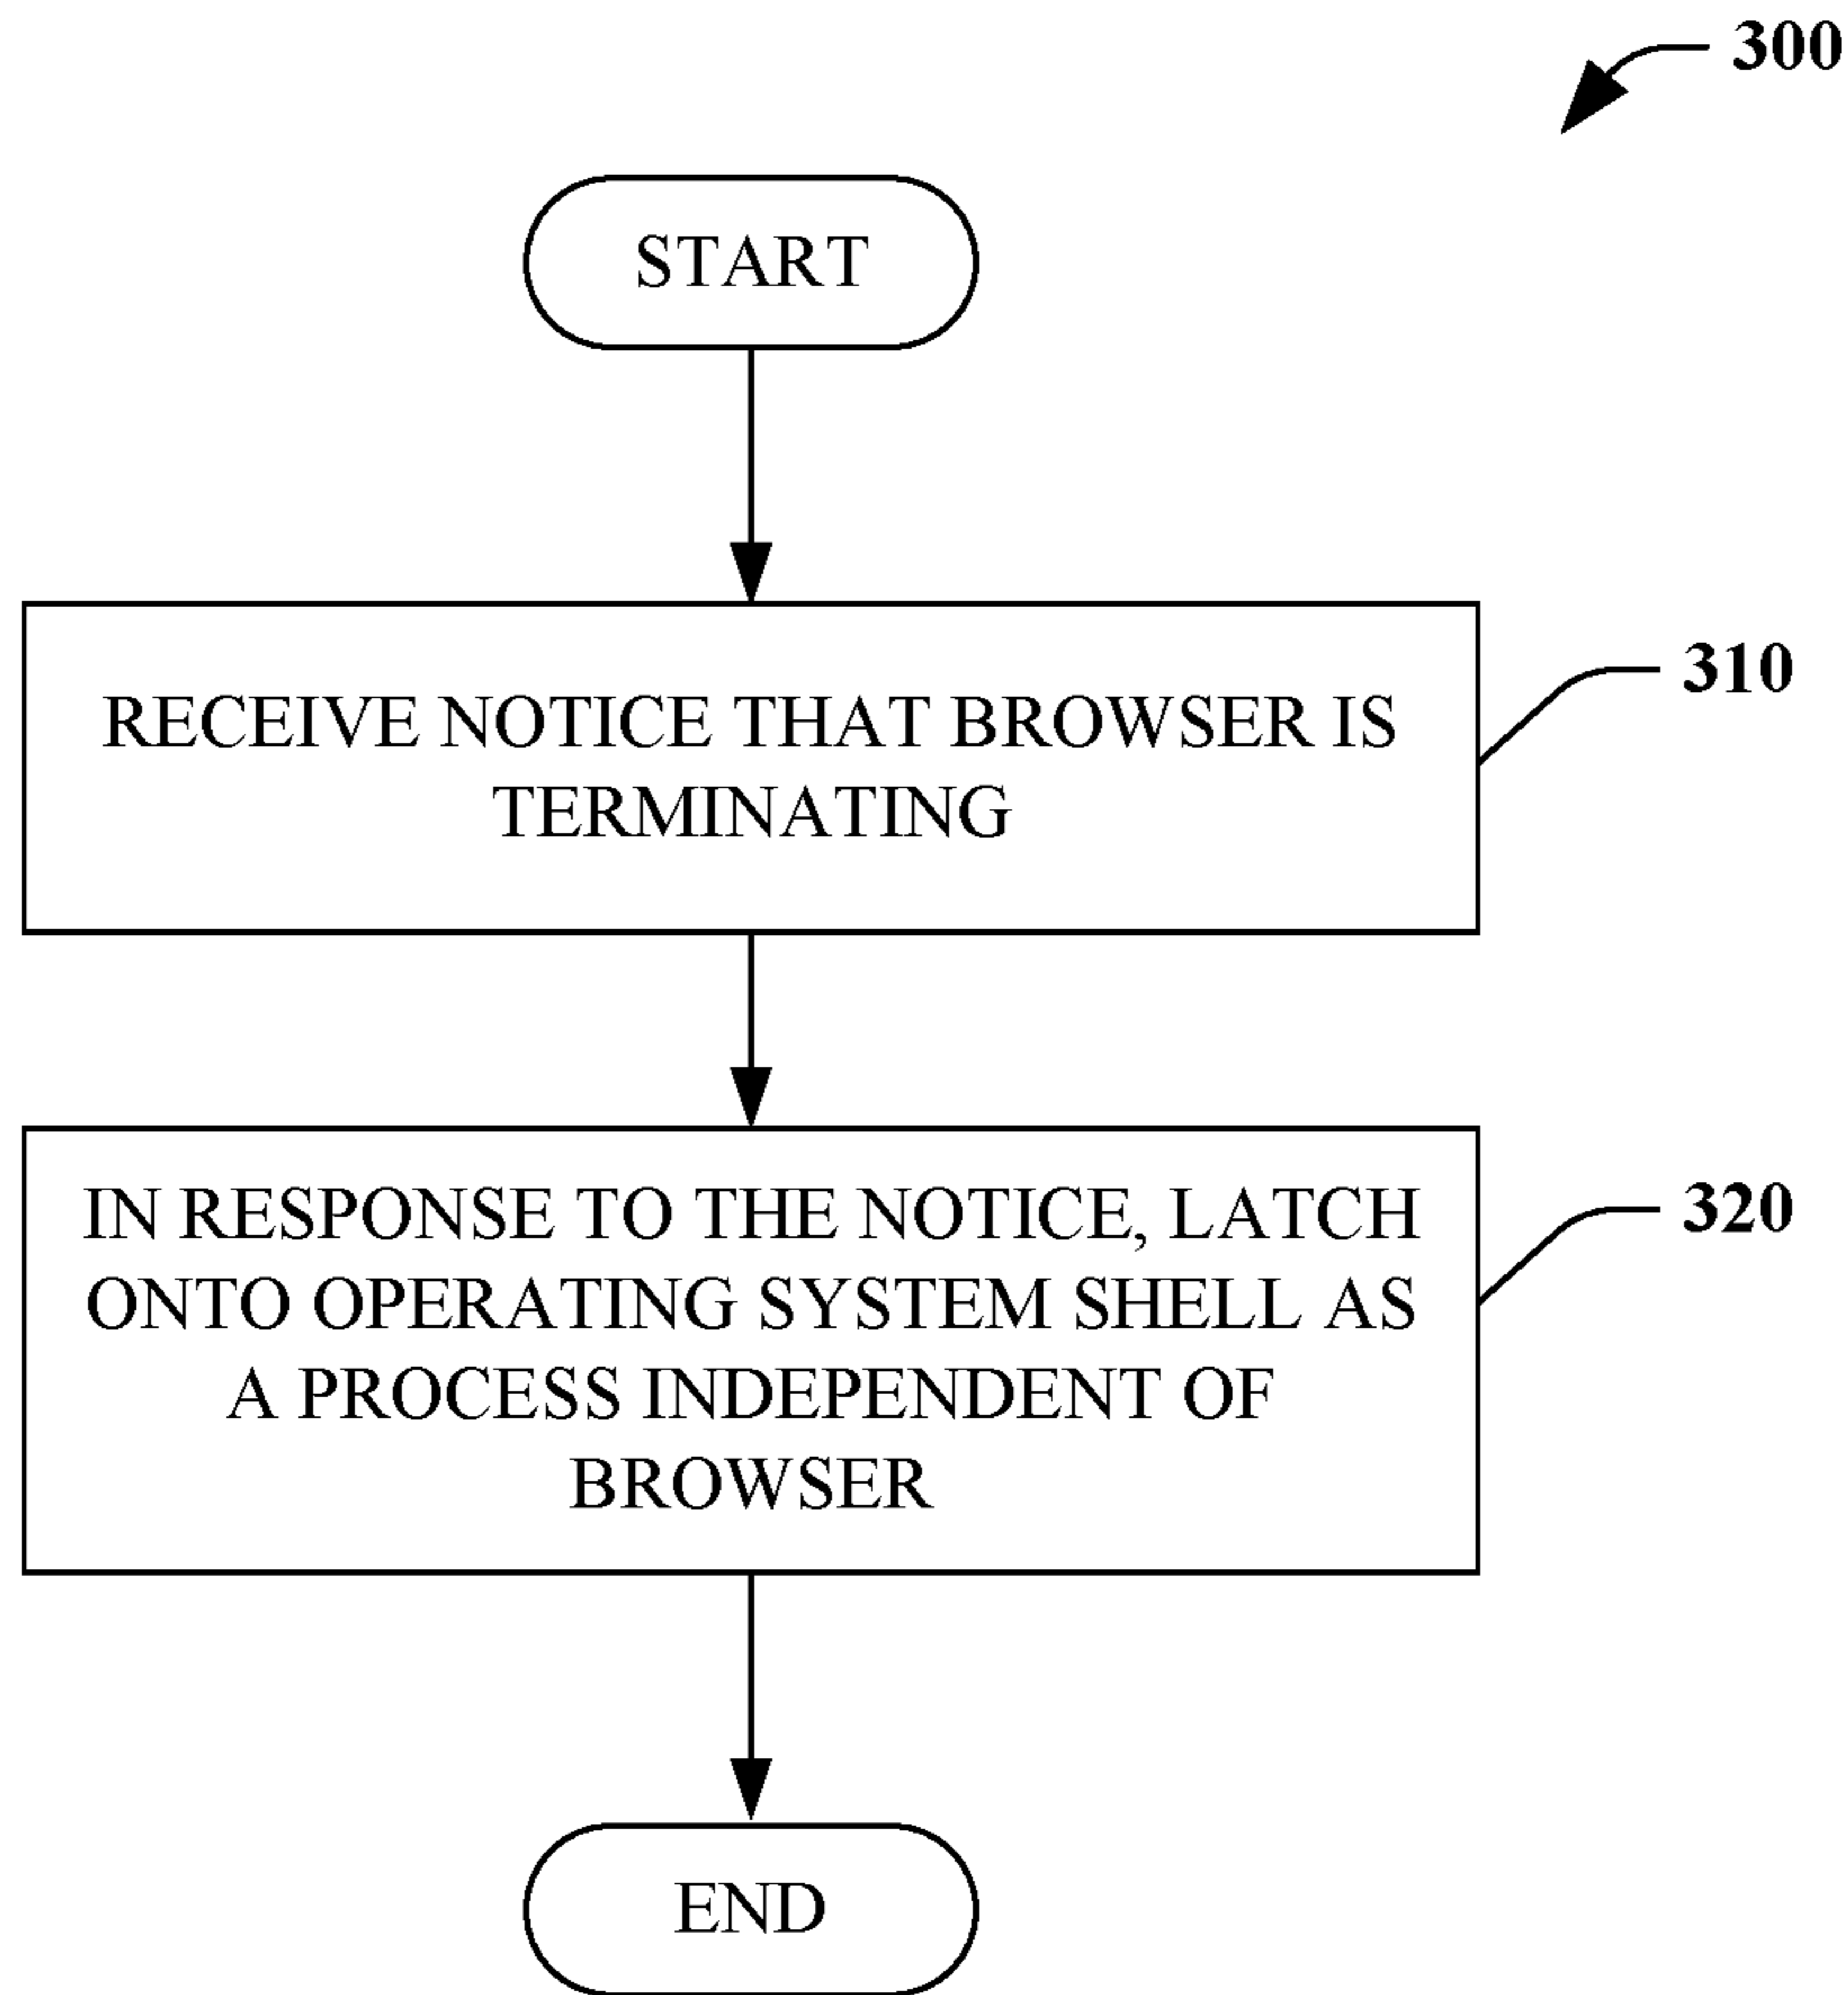 300
START
RECEIVE NOTICE THAT BROWSER IS
TERMINATING
310
IN RESPONSE TO THE NOTICE, LATCH
ONTO OPERATING SYSTEM SHELL AS
A PROCESS INDEPENDENT OF
BROWSER
320
END